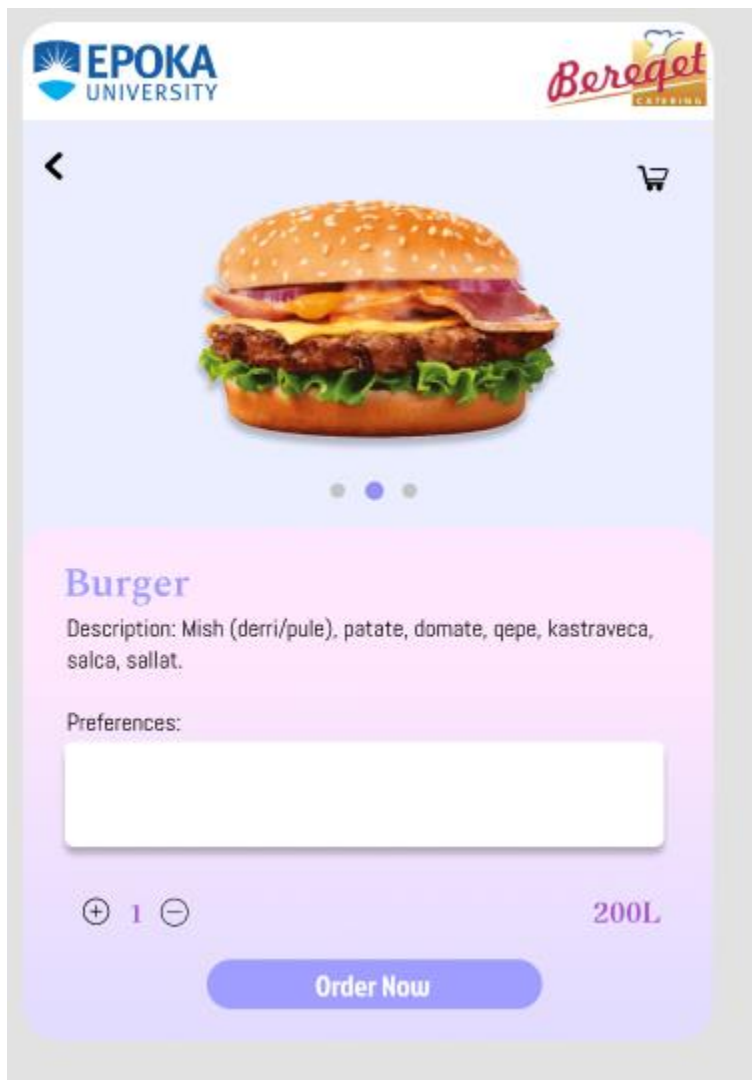 EPOKA
UNIVERSITY
Bereqet
CATERING
Burger
Description: Mish (derri/pule), patate, domate, qepe, kastraveca,
salca, sallat.
Preferences:
1
200L
Order Now